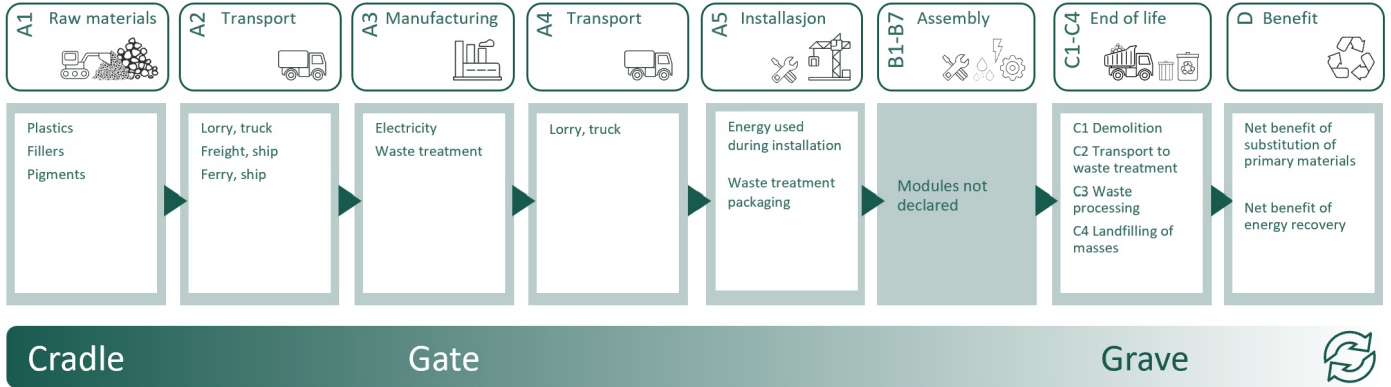 A1 Raw materials
A2 Transport
A3 Manufacturing
A4 Transport
A5 Installasjon
B1-B7 Assembly
C1-C4 End of life
D Benefit
Plastics
Fillers
Pigments
Lorry, truck
Freight, ship
Ferry, ship
Electricity
Waste treatment
Lorry, truck
Energy used
during installation
Waste treatment
packaging
Modules not
declared
C1 Demolition
C2 Transport to
waste treatment
C3 Waste
processing
C4 Landfilling of
masses
Net benefit of
substitution of
primary materials
Net benefit of
energy recovery
Cradle
Gate
Grave